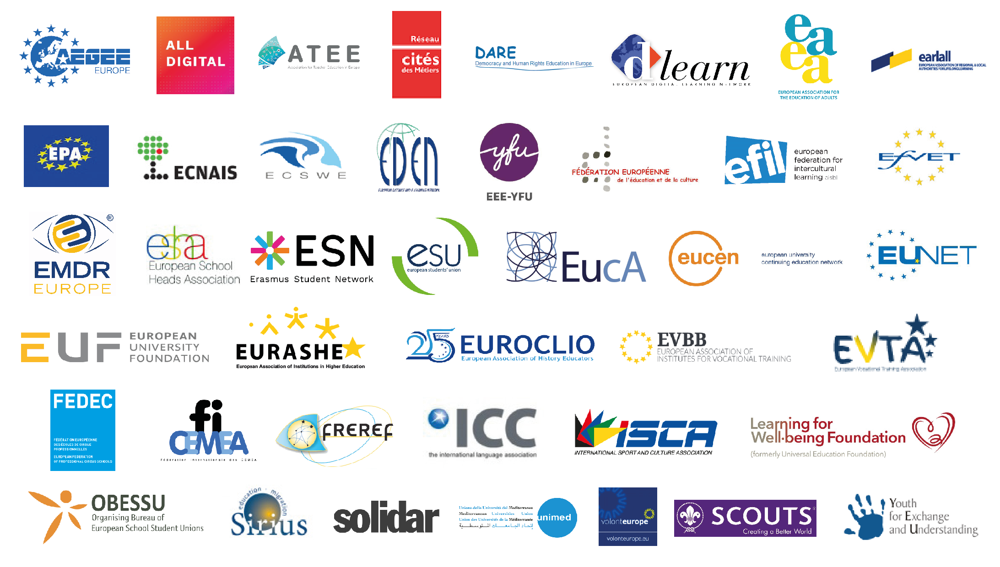 AEGEE
EUROPE
ALL
DIGITAL
ATEE
Association for Teacher Education in Europe
Réseau
cités
des Métiers
DARE
Democracy and Human Rights Education in Europe
dlearn
EUROPEAN DIGITAL LEARNING NETWORK
eaea
EUROPEAN ASSOCIATION FOR
THE EDUCATION OF ADULTS
earlall
EUROPEAN ASSOCIATION OF REGIONAL & LOCAL
AUTHORITIES FOR LIFELONG LEARNING
EPA
ECNAIS
ECSWE
EDEN
EUROPEAN DISTANCE AND E-LEARNING NETWORK
yfu
EEE-YFU
FÉDÉRATION EUROPÉENNE
de l'éducation et de la culture
efil
european
federation for
intercultural
learning aisbl
EfVET
®
EMDR
EUROPE
esha
European School
Heads Association
ESN
Erasmus Student Network
esu
european students' union
EucA
eucen
european university
continuing education network
EUNET
EUF
EUROPEAN
UNIVERSITY
FOUNDATION
EURASHE
European Association of Institutions in Higher Education
25 YEARS
EUROCLIO
European Association of History Educators
EVBB
EUROPEAN ASSOCIATION OF
INSTITUTES FOR VOCATIONAL TRAINING
EVTA
European Vocational Training Association
FEDEC
FÉDÉRATION EUROPÉENNE
DES ÉCOLES DE CIRQUE
PROFESSIONNELLES
EUROPEAN FEDERATION
OF PROFESSIONAL CIRCUS SCHOOLS
fi
CEMEA
Fédération Internationale des CEMEA
FREREF
ICC
the international language association
ISCA
INTERNATIONAL SPORT AND CULTURE ASSOCIATION
Learning for
Well-being Foundation
(formerly Universal Education Foundation)
OBESSU
Organising Bureau of
European School Student Unions
education - migration
Sirius
solidar
Unione delle Università del Mediterraneo
Mediterranean Universities Union
Union des Universités de la Méditerranée
إتحاد الجامعات المتوسطية
unimed
volonteurope
volonteurope.eu
SCOUTS®
Creating a Better World
Youth
for Exchange
and Understanding